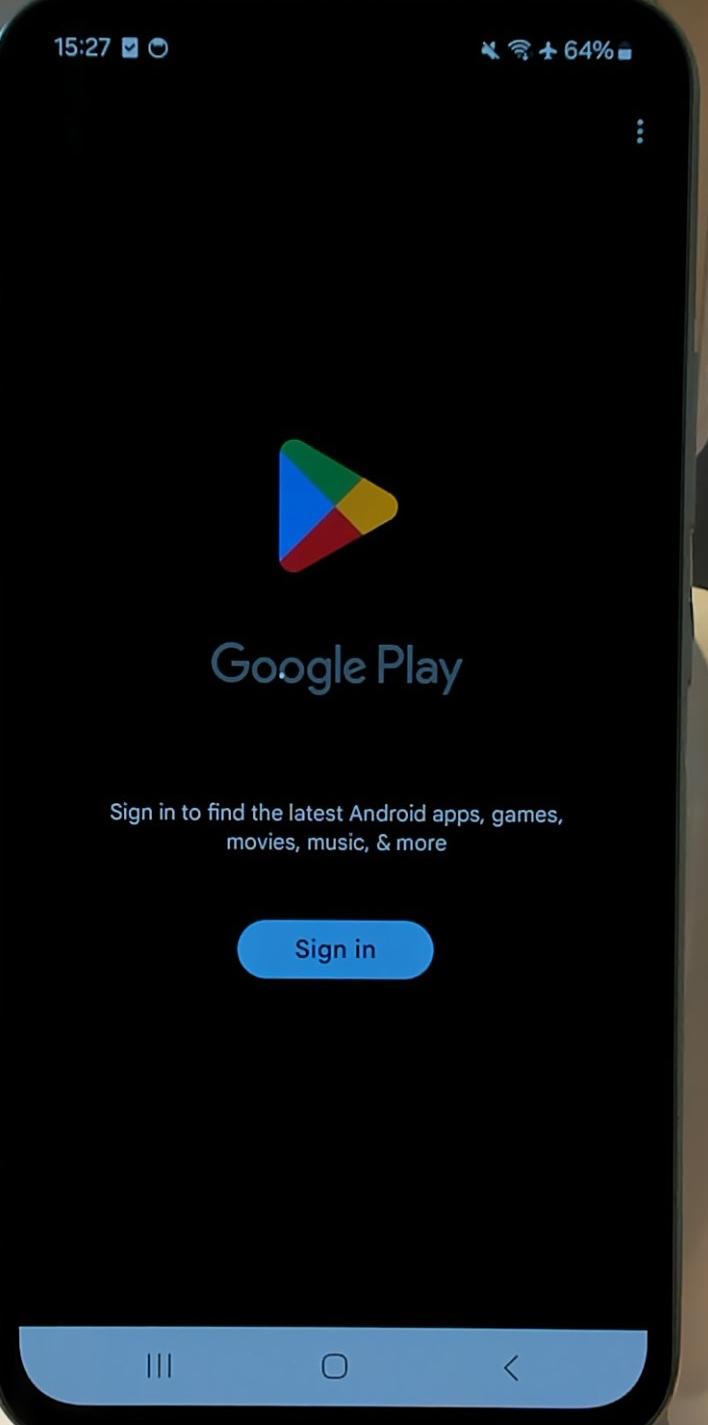 15:27
64%
Google Play
Sign in to find the latest Android apps, games,
movies, music, & more
Sign in